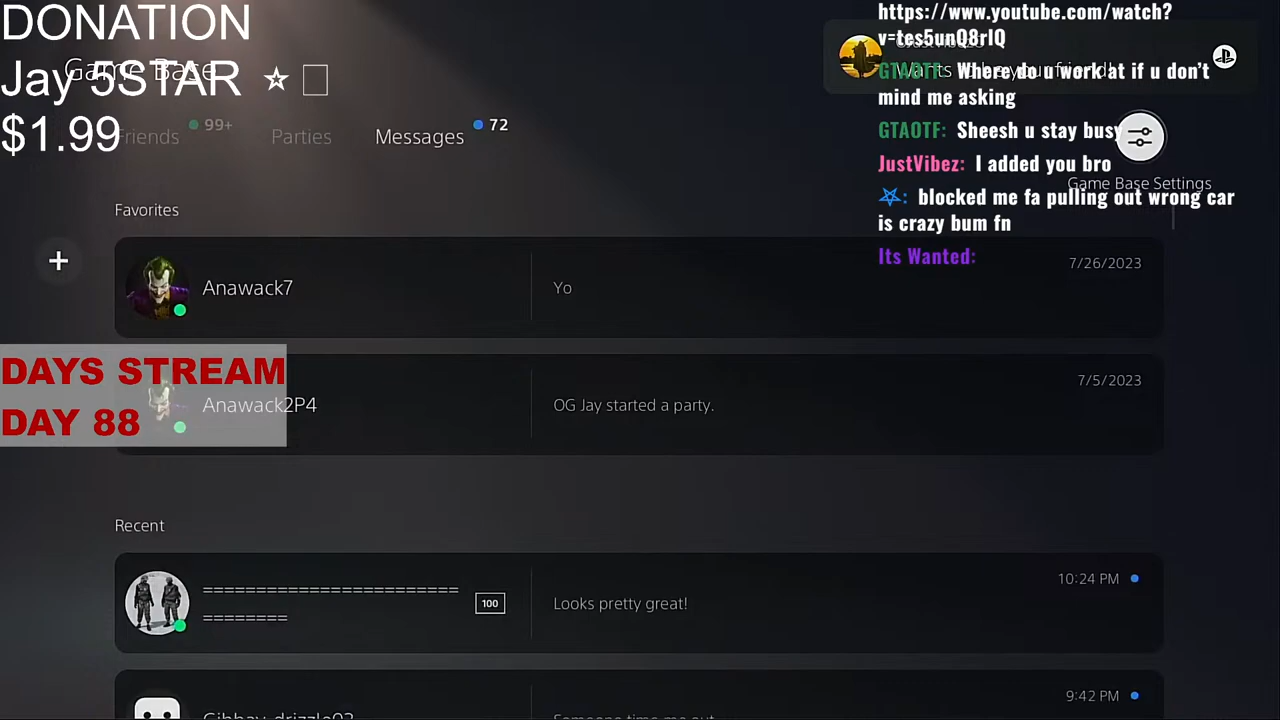 DONATION
Jay 5STAR ☆
$1.99
Game Base
Friends 99+
Parties
Messages 72
https://www.youtube.com/watch?
v=tes5unQ8rIQ
GTAOTF: Where do u work at if u don't
mind me asking
GTAOTF: Sheesh u stay busy
JustVibez: I added you bro
blocked me fa pulling out wrong car
is crazy bum fn
Its Wanted:
Game Base Settings
Favorites
Anawack7
Yo
7/26/2023
DAYS STREAM
DAY 88
Anawack2P4
OG Jay started a party.
7/5/2023
Recent
========================
========
100
Looks pretty great!
10:24 PM
9:42 PM